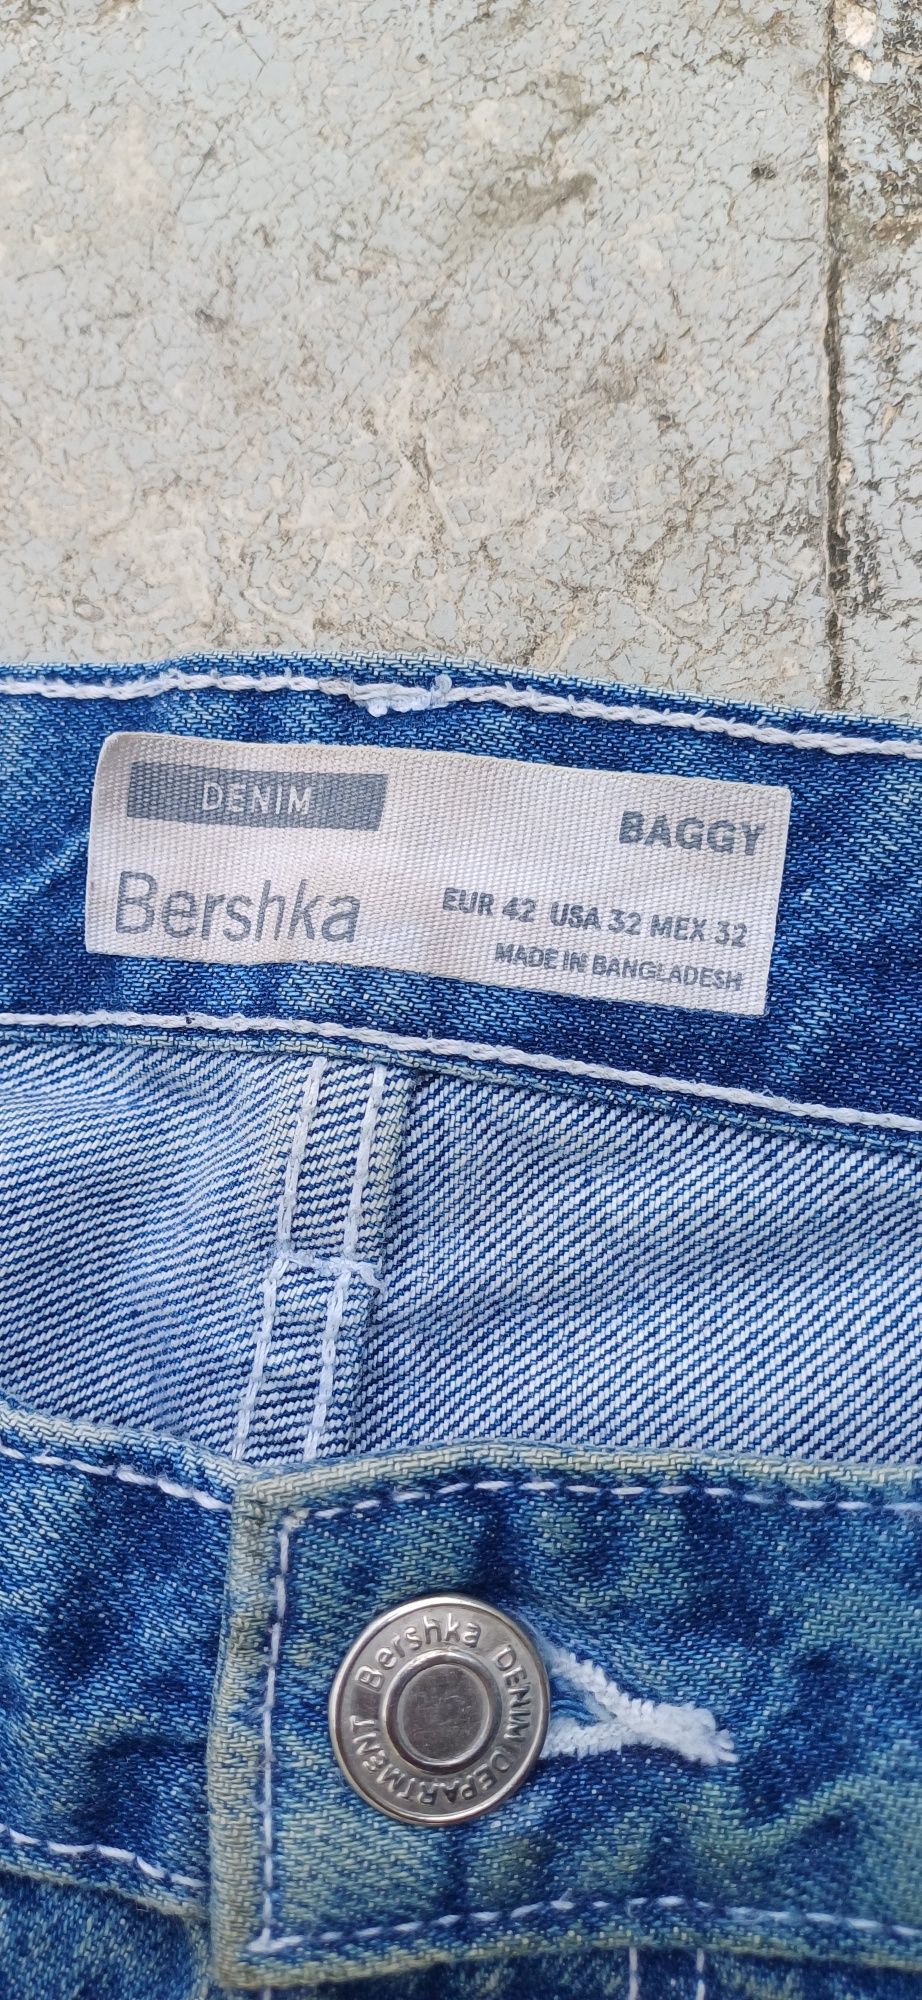 DENIM
BAGGY
Bershka
EUR 42 USA 32 MEX 32
MADE IN BANGLADESH
Bershka DENIM DEPARTMENT